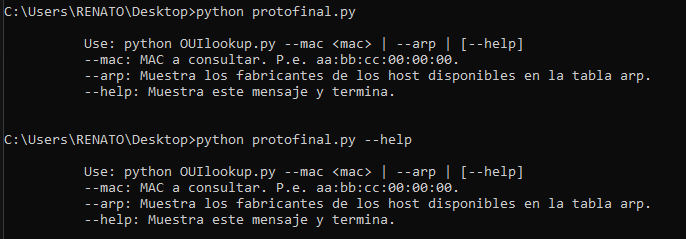 C:\Users\RENATO\Desktop>python protofinal.py
Use: python OUIlookup.py --mac <mac> | --arp | [--help]
--mac: MAC a consultar. P.e. aa:bb:cc:00:00:00.
--arp: Muestra los fabricantes de los host disponibles en la tabla arp.
--help: Muestra este mensaje y termina.
C:\Users\RENATO\Desktop>python protofinal.py --help
Use: python OUIlookup.py --mac <mac> | --arp | [--help]
--mac: MAC a consultar. P.e. aa:bb:cc:00:00:00.
--arp: Muestra los fabricantes de los host disponibles en la tabla arp.
--help: Muestra este mensaje y termina.